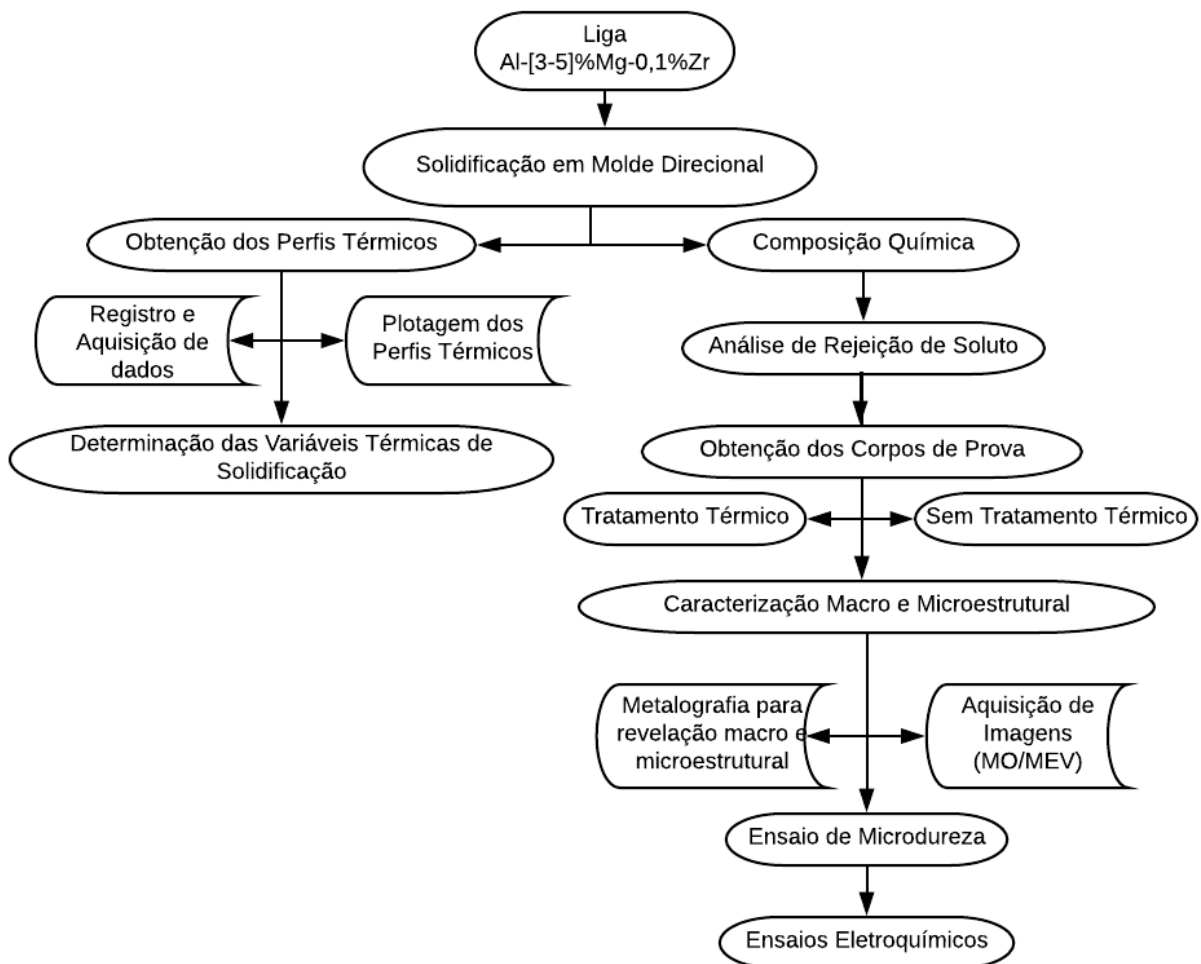 Liga
Al-[3-5]%Mg-0,1%Zr
Solidificação em Molde Direcional
Obtenção dos Perfis Térmicos
Composição Química
Registro e
Aquisição de
dados
Plotagem dos
Perfis Térmicos
Análise de Rejeição de Soluto
Determinação das Variáveis Térmicas de
Solidificação
Obtenção dos Corpos de Prova
Tratamento Térmico
Sem Tratamento Térmico
Caracterização Macro e Microestrutural
Metalografia para
revelação macro e
microestrutural
Aquisição de
Imagens
(MO/MEV)
Ensaio de Microdureza
Ensaios Eletroquímicos